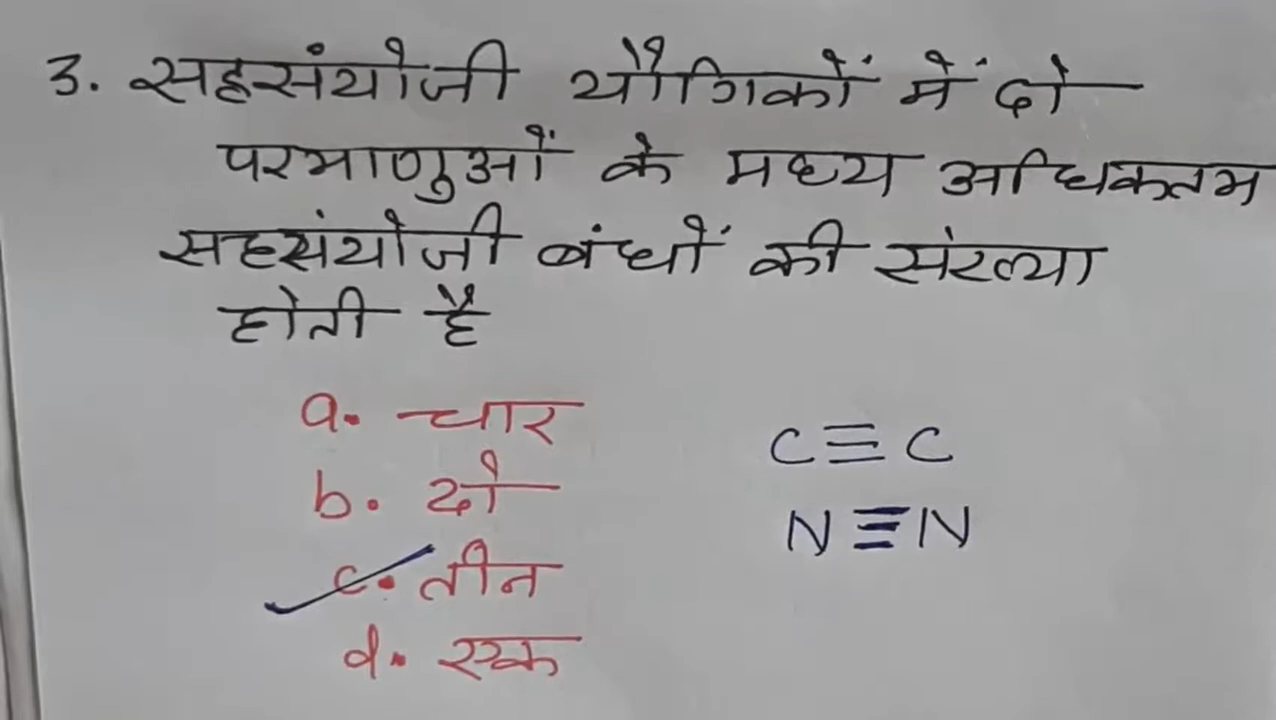 3. सहसंयोजी यौगिकों में दो
परमाणुओं के मध्य अधिकतम
सहसंयोजी बंधों की संख्या
होती है
a. चार
b. दो
c. तीन
d. एक
C≡C
N≡N